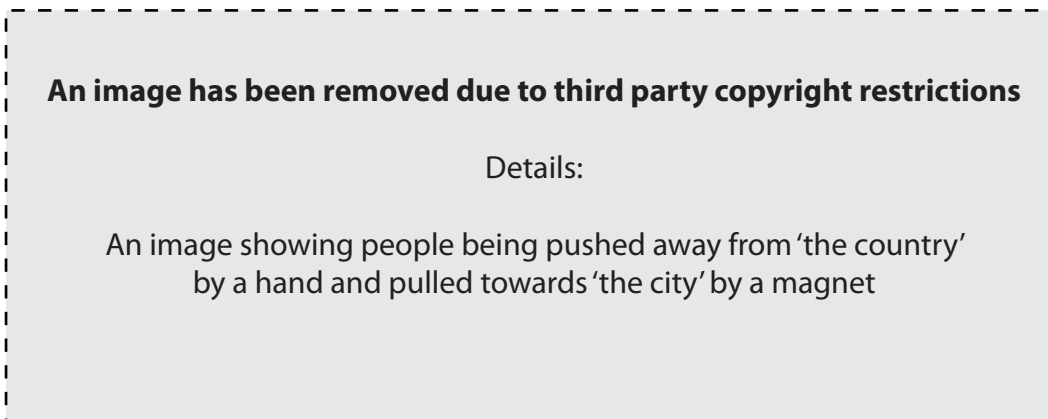 An image has been removed due to third party copyright restrictions
Details:
An image showing people being pushed away from ‘the country’
by a hand and pulled towards ‘the city’ by a magnet